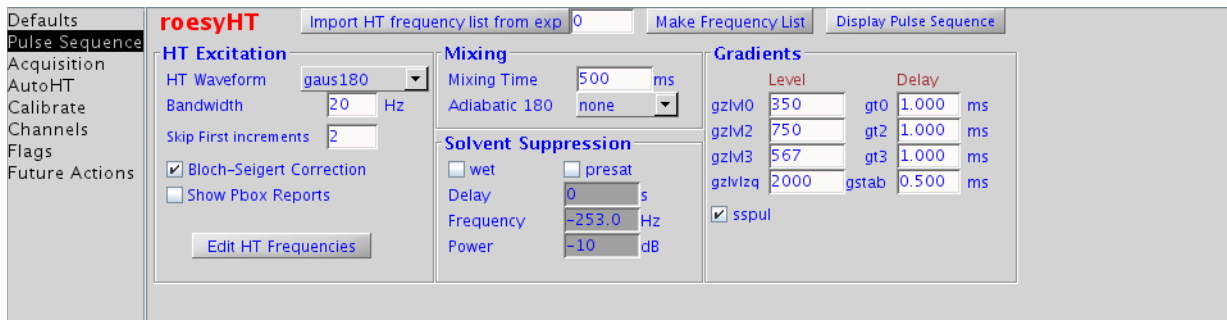 Defaults
Pulse Sequence
Acquisition
AutoHT
Calibrate
Channels
Flags
Future Actions
roesyHT Import HT frequency list from exp 0 Make Frequency List Display Pulse Sequence
HT Excitation
HT Waveform gaus180
Bandwidth 20 Hz
Skip First increments 2
Bloch-Seigert Correction
Show Pbox Reports
Edit HT Frequencies
Mixing
Mixing Time 500 ms
Adiabatic 180 none
Solvent Suppression
wet presat
Delay 0 s
Frequency -253.0 Hz
Power -10 dB
Gradients
Level Delay
gzlvl0 350 gt0 1.000 ms
gzlvl2 750 gt2 1.000 ms
gzlvl3 567 gt3 1.000 ms
gzlvlzq 2000 gstab 0.500 ms
sspul